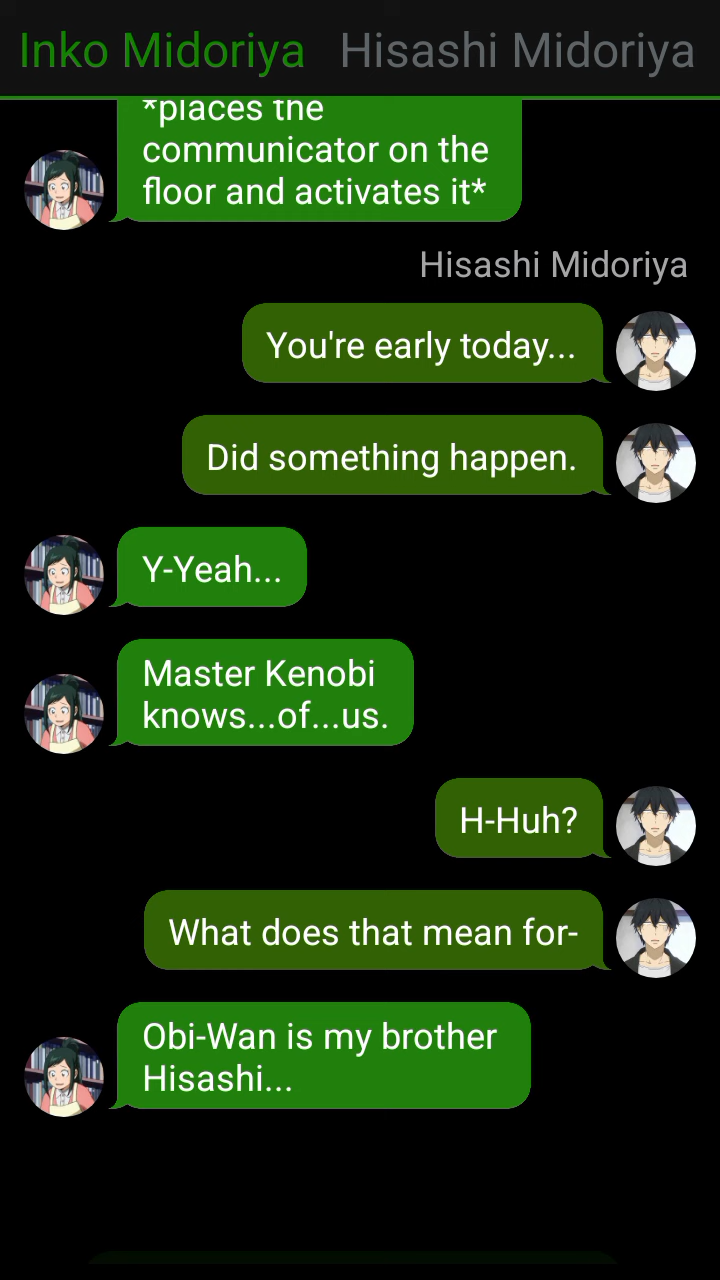 Inko Midoriya Hisashi Midoriya
*places the
communicator on the
floor and activates it*
Hisashi Midoriya
You're early today...
Did something happen.
Y-Yeah...
Master Kenobi
knows...of...us.
H-Huh?
What does that mean for-
Obi-Wan is my brother
Hisashi...